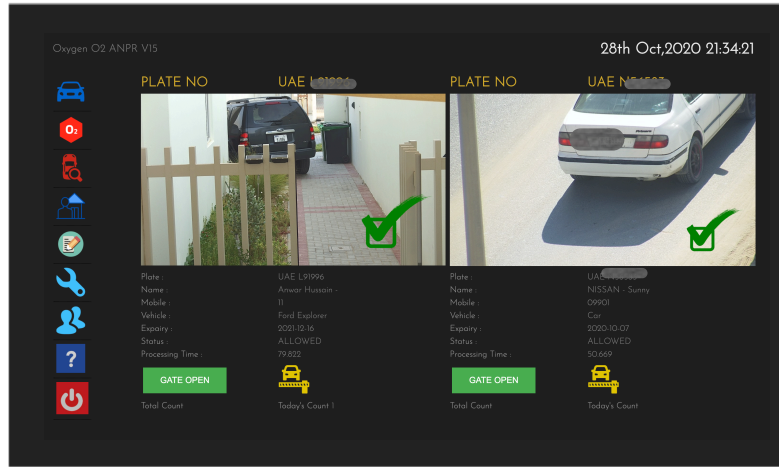 Oxygen O2 ANPR V15
28th Oct,2020 21:34:21
PLATE NO UAE PLATE NO UAE
O2
Plate : UAE L91996 Plate : UAE
Name : Anwar Hussain - Name : NISSAN - Sunny
Mobile : 11 Mobile : 09901
Vehicle : Ford Explorer Vehicle : Car
Expairy : 2021-12-16 Expairy : 2020-10-07
Status : ALLOWED Status : ALLOWED
Processing Time : 79.822 Processing Time : 50.669
?
GATE OPEN GATE OPEN
Total Count Today's Count 1 Total Count Today's Count